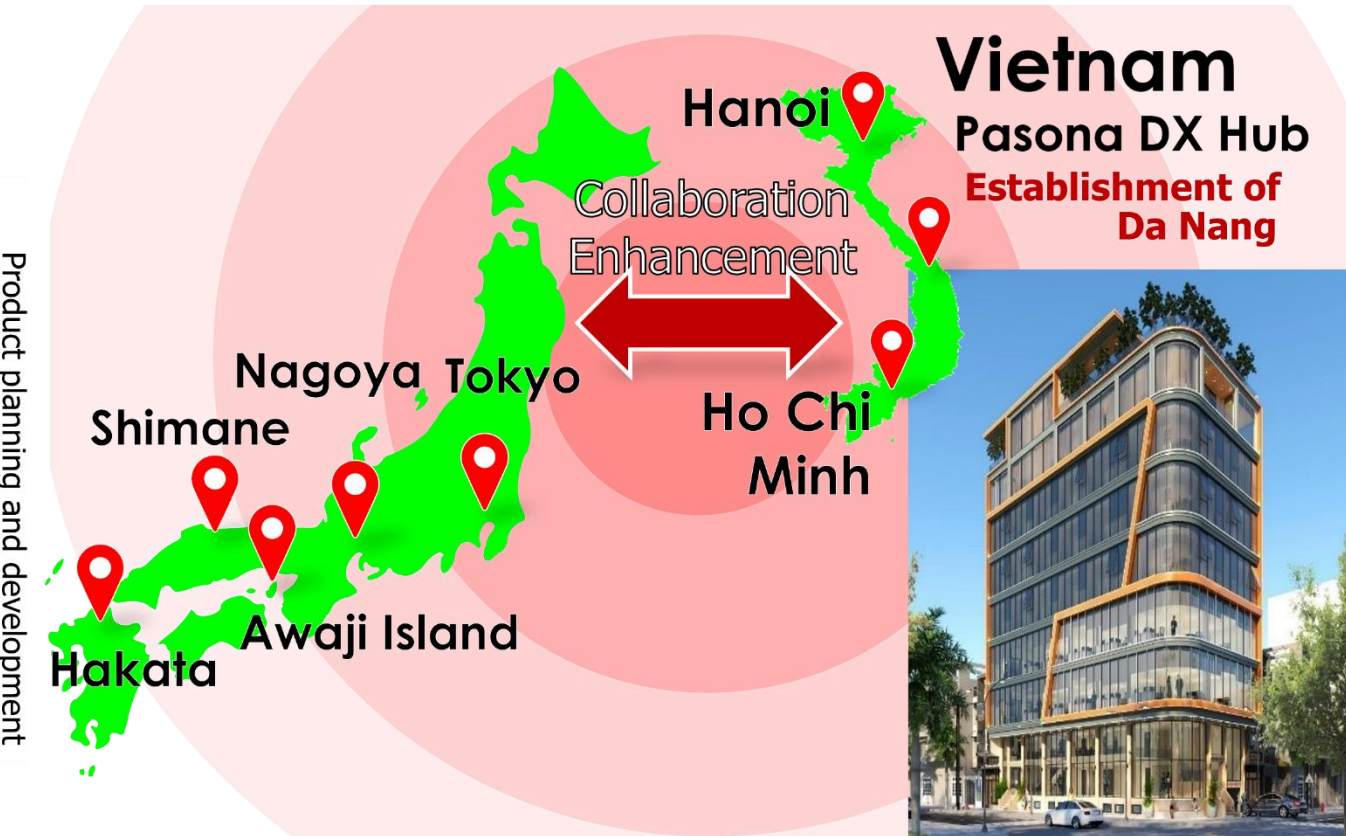 Vietnam
Pasona DX Hub
Establishment of
Da Nang
Hanoi
Collaboration
Enhancement
Ho Chi
Minh
Nagoya
Tokyo
Shimane
Awaji Island
Hakata
Product planning and development